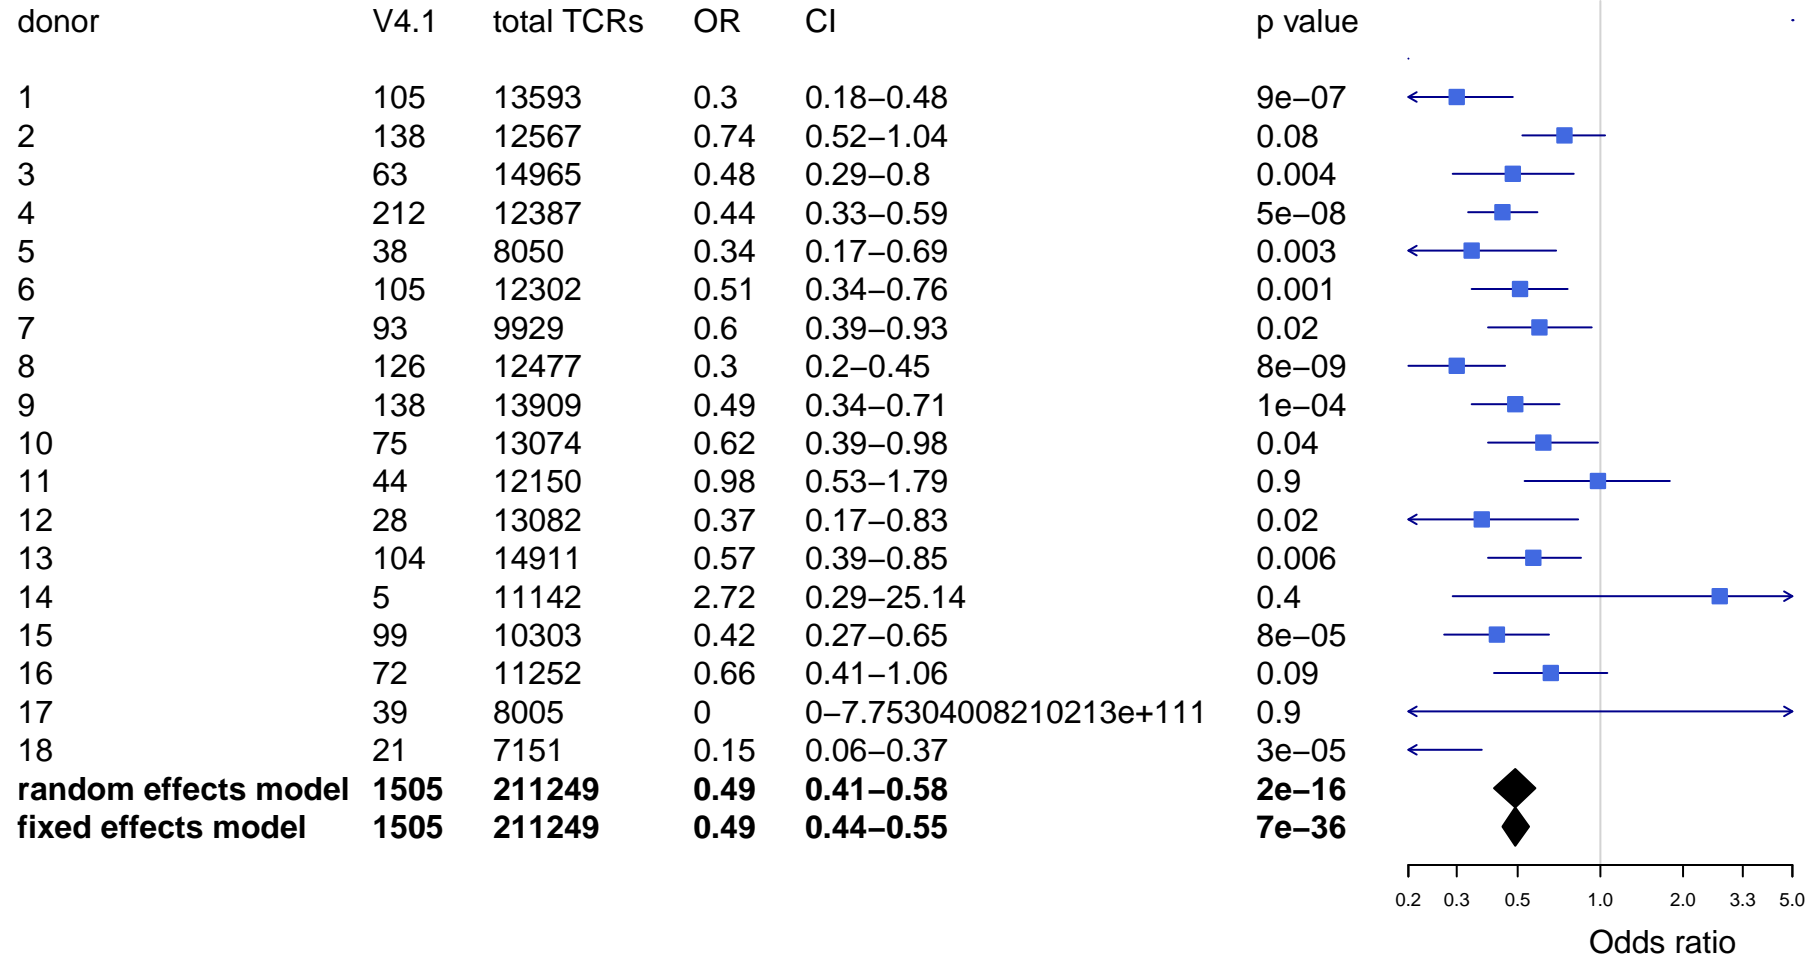 donor V4.1 total TCRs OR CI p value
1 105 13593 0.3 0.18−0.48 9e−07
2 138 12567 0.74 0.52−1.04 0.08
3 63 14965 0.48 0.29−0.8 0.004
4 212 12387 0.44 0.33−0.59 5e−08
5 38 8050 0.34 0.17−0.69 0.003
6 105 12302 0.51 0.34−0.76 0.001
7 93 9929 0.6 0.39−0.93 0.02
8 126 12477 0.3 0.2−0.45 8e−09
9 138 13909 0.49 0.34−0.71 1e−04
10 75 13074 0.62 0.39−0.98 0.04
11 44 12150 0.98 0.53−1.79 0.9
12 28 13082 0.37 0.17−0.83 0.02
13 104 14911 0.57 0.39−0.85 0.006
14 5 11142 2.72 0.29−25.14 0.4
15 99 10303 0.42 0.27−0.65 8e−05
16 72 11252 0.66 0.41−1.06 0.09
17 39 8005 0 0−7.75304008210213e+111 0.9
18 21 7151 0.15 0.06−0.37 3e−05
random effects model 1505 211249 0.49 0.41−0.58 2e−16
fixed effects model 1505 211249 0.49 0.44−0.55 7e−36
0.2 0.3 0.5 1.0 2.0 3.3 5.0
Odds ratio